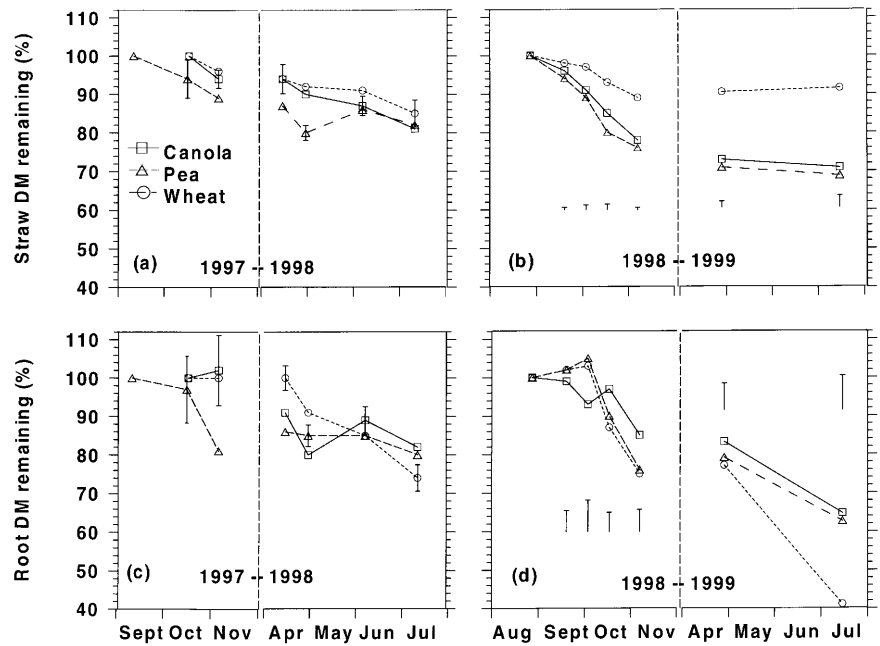 Straw DM remaining (%)
110
100
90
80
70
60
50
40
Canola
Pea
Wheat
(a)
1997 -- 1998
(b)
1998 -- 1999
Root DM remaining (%)
110
100
90
80
70
60
50
40
(c)
1997 -- 1998
(d)
1998 -- 1999
Sept Oct Nov Apr May Jun Jul
Aug Sept Oct Nov Apr May Jun Jul